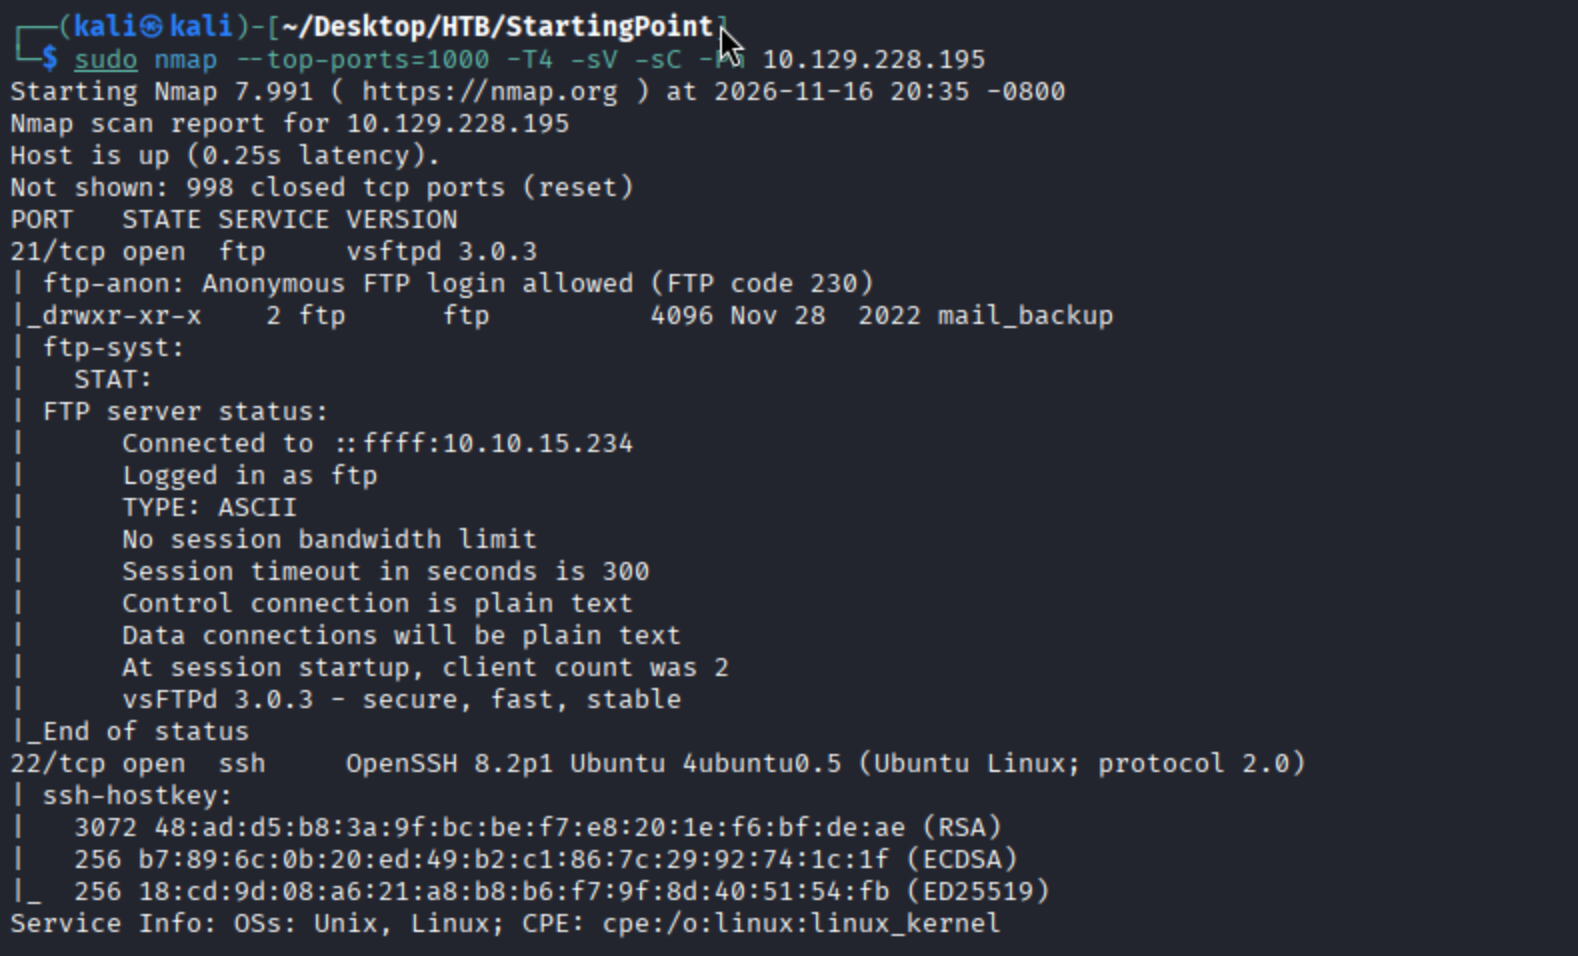 ┌──(kali㉿kali)-[~/Desktop/HTB/StartingPoint]
└─$ sudo nmap --top-ports=1000 -T4 -sV -sC 10.129.228.195
Starting Nmap 7.991 ( https://nmap.org ) at 2026-11-16 20:35 -0800
Nmap scan report for 10.129.228.195
Host is up (0.25s latency).
Not shown: 998 closed tcp ports (reset)
PORT   STATE SERVICE VERSION
21/tcp open  ftp     vsftpd 3.0.3
| ftp-anon: Anonymous FTP login allowed (FTP code 230)
|_drwxr-xr-x    2 ftp      ftp          4096 Nov 28  2022 mail_backup
| ftp-syst:
|   STAT:
| FTP server status:
|      Connected to ::ffff:10.10.15.234
|      Logged in as ftp
|      TYPE: ASCII
|      No session bandwidth limit
|      Session timeout in seconds is 300
|      Control connection is plain text
|      Data connections will be plain text
|      At session startup, client count was 2
|      vsFTPd 3.0.3 - secure, fast, stable
|_End of status
22/tcp open  ssh     OpenSSH 8.2p1 Ubuntu 4ubuntu0.5 (Ubuntu Linux; protocol 2.0)
| ssh-hostkey:
|   3072 48:ad:d5:b8:3a:9f:bc:be:f7:e8:20:1e:f6:bf:de:ae (RSA)
|   256 b7:89:6c:0b:20:ed:49:b2:c1:86:7c:29:92:74:1c:1f (ECDSA)
|_  256 18:cd:9d:08:a6:21:a8:b8:b6:f7:9f:8d:40:51:54:fb (ED25519)
Service Info: OSs: Unix, Linux; CPE: cpe:/o:linux:linux_kernel